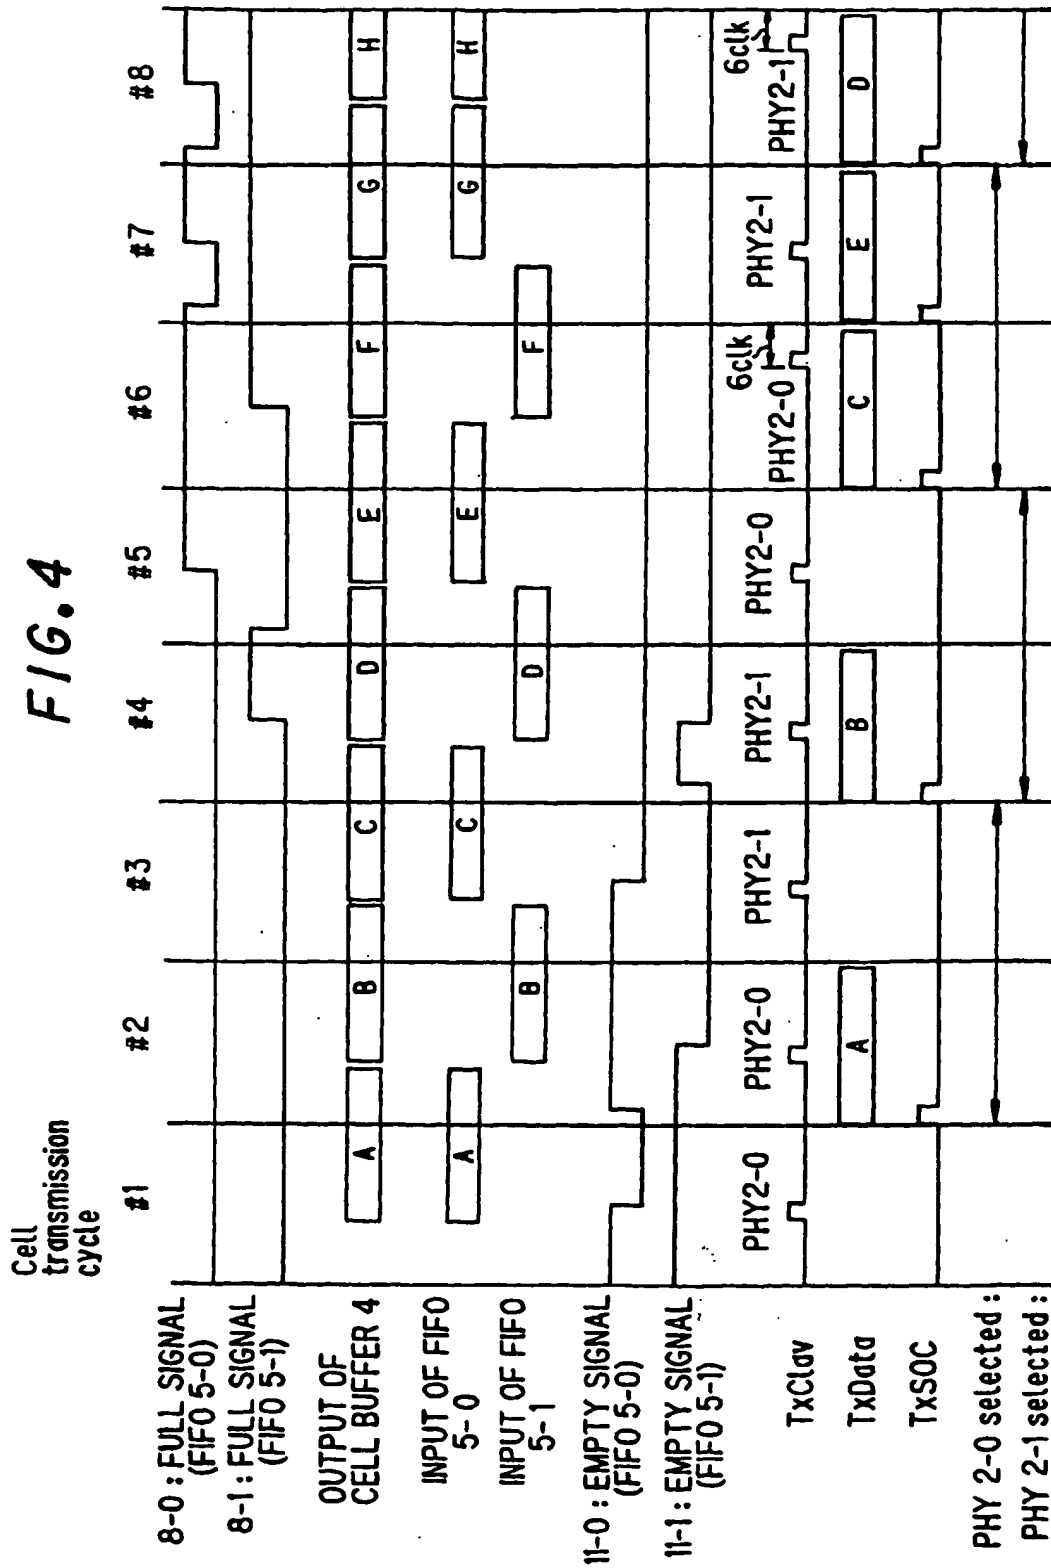 FIG.4
Cell
transmission
cycle
#1
#2
#3
#4
#5
#6
#7
#8
8-0 : FULL SIGNAL
(FIFO 5-0)
8-1 : FULL SIGNAL
(FIFO 5-1)
OUTPUT OF
CELL BUFFER 4
A
B
C
D
E
F
G
H
INPUT OF FIFO
5-0
A
C
E
G
H
INPUT OF FIFO
5-1
B
D
F
11-0 : EMPTY SIGNAL
(FIFO 5-0)
11-1 : EMPTY SIGNAL
(FIFO 5-1)
TxClav
PHY2-0
PHY2-0
PHY2-1
PHY2-1
PHY2-0
PHY2-0
6clk
PHY2-1
PHY2-1
6clk
TxData
A
B
C
E
D
TxSOC
PHY 2-0 selected :
PHY 2-1 selected :